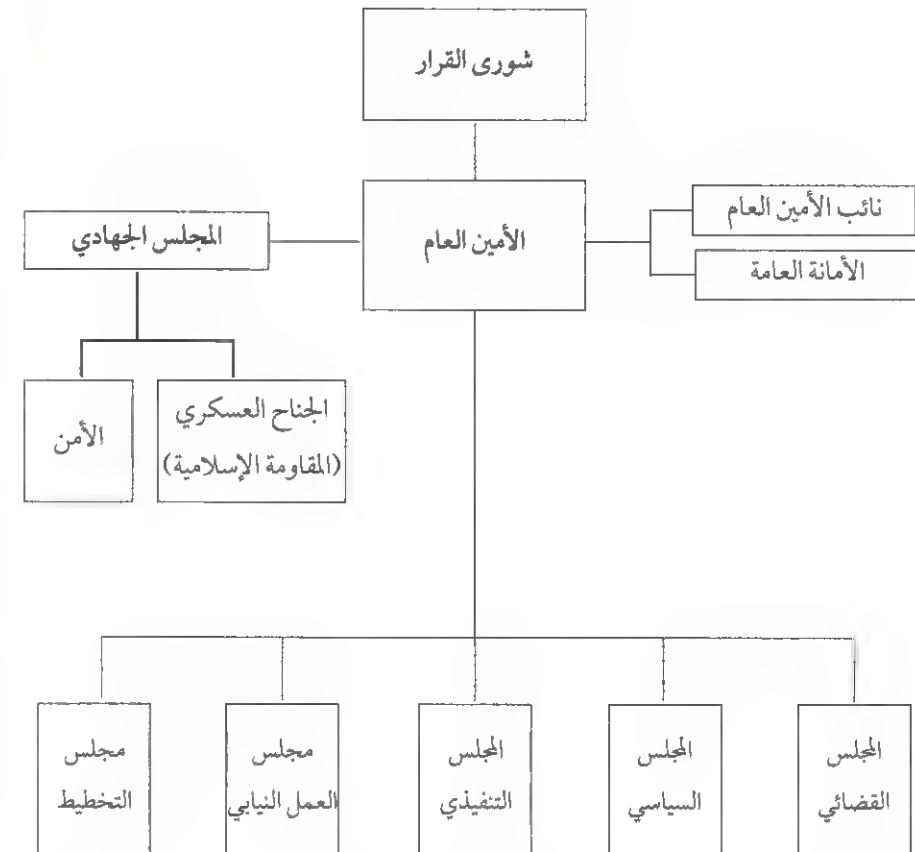 شورى القرار
الأمين العام
نائب الأمين العام
الأمانة العامة
المجلس الجهادي
الجناح العسكري
(المقاومة الإسلامية)
الأمن
المجلس
القضائي
المجلس
السياسي
المجلس
التنفيذي
مجلس
العمل النيابي
مجلس
التخطيط